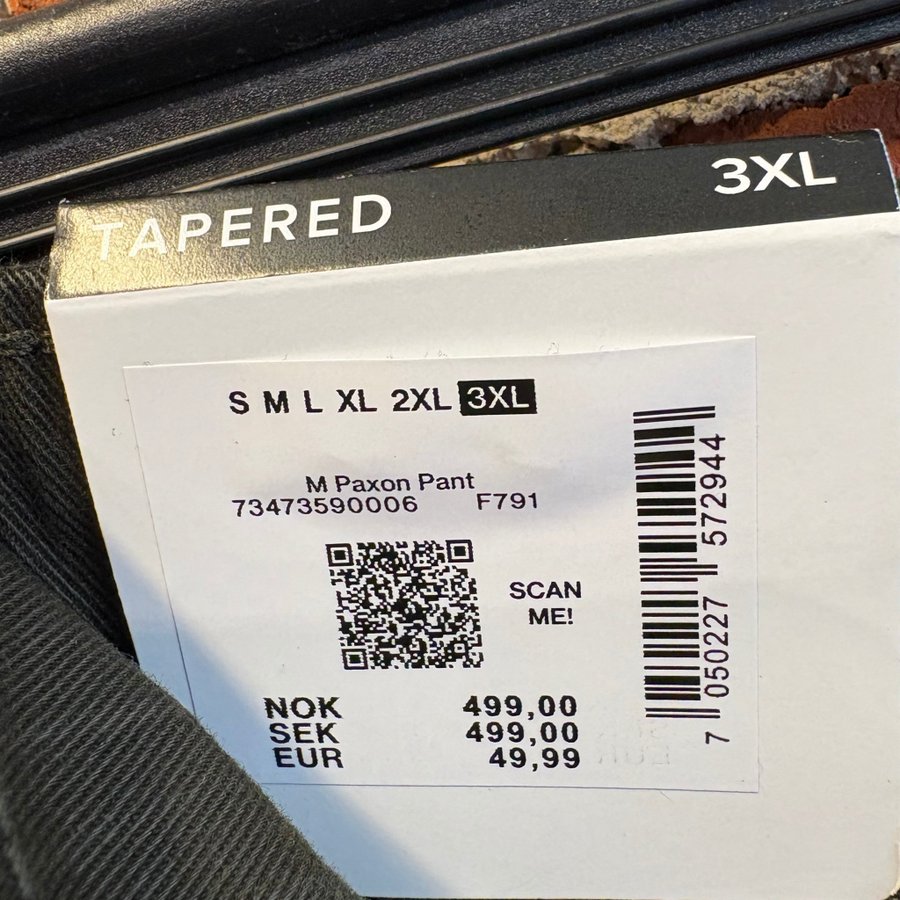 TAPERED 3XL
S M L XL 2XL 3XL
M Paxon Pant
73473590006 F791
SCAN
ME!
NOK 499,00
SEK 499,00
EUR 49,99
7 050227 572944